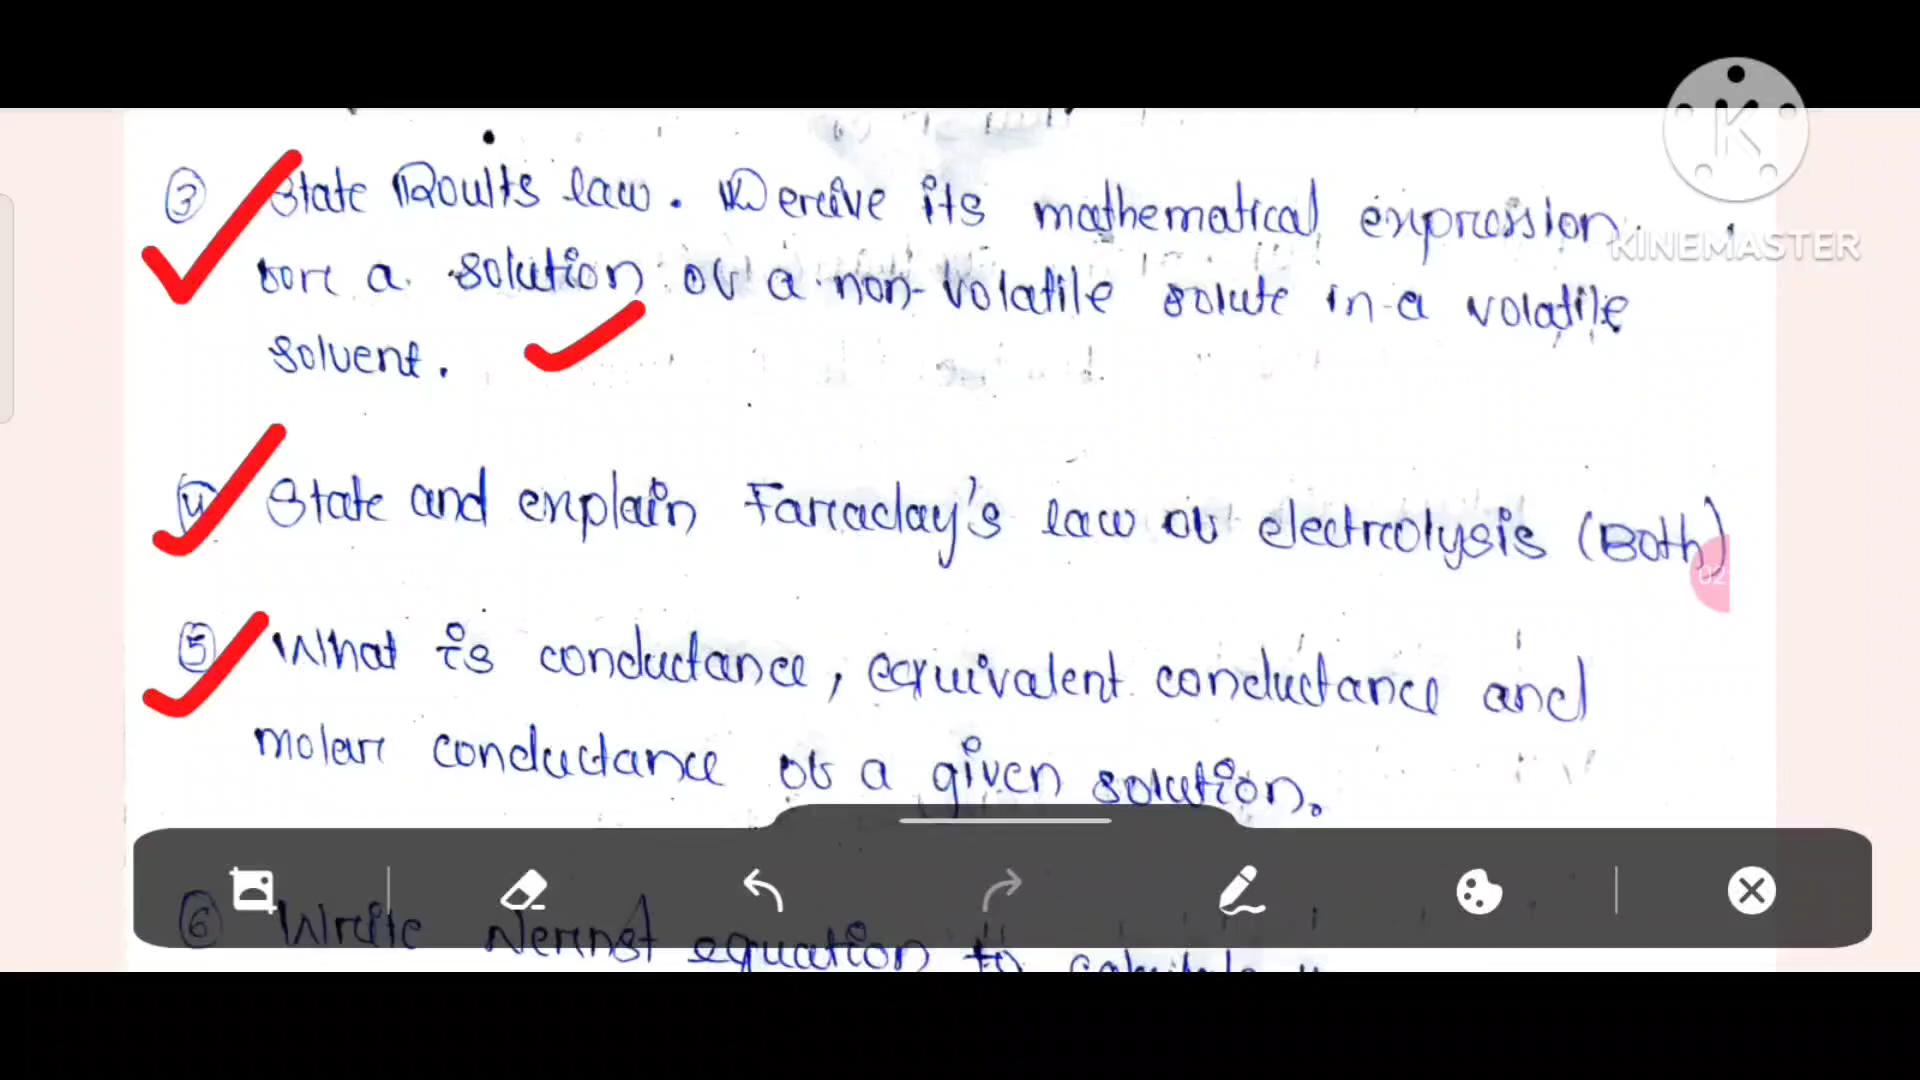 KINEMASTER
③ State Roults law. Derive its mathematical expression
for a solution of a non-volatile solute in a volatile
solvent.
④ State and explain Farraday's law of electrolysis (Both)
02
⑤ What is conductance, equivalent conductance and
molar conductance of a given solution.
⑥ Write Nernst equation to